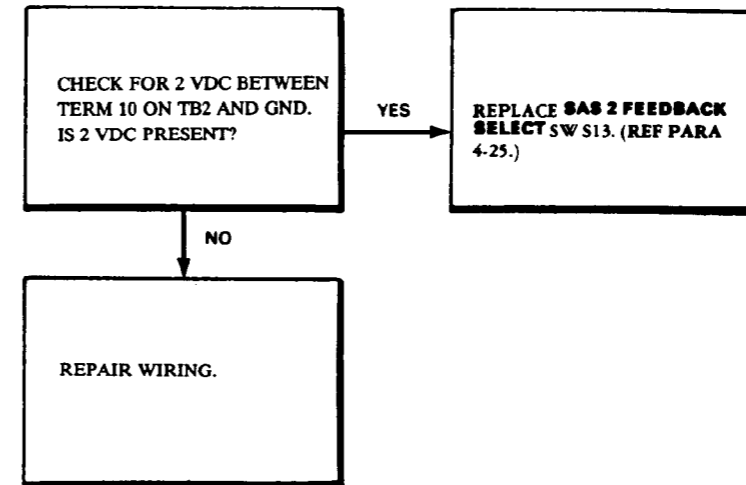 CHECK FOR 2 VDC BETWEEN
TERM 10 ON TB2 AND GND.
IS 2 VDC PRESENT?
YES
REPLACE SAS 2 FEEDBACK
SELECT SW S13. (REF PARA
4-25.)
NO
REPAIR WIRING.